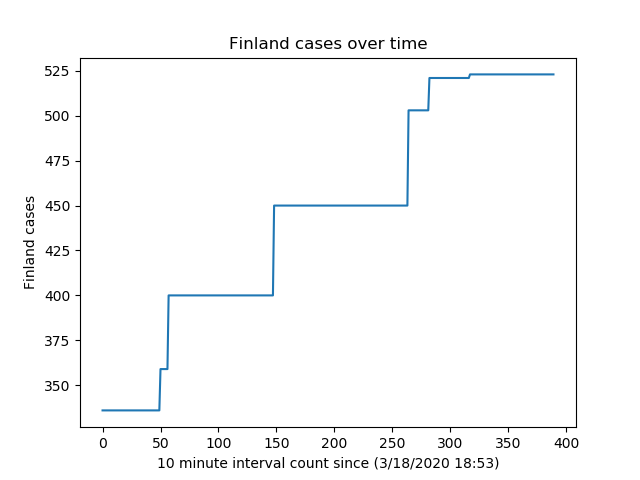 Finland cases over time
525
500
475
450
425
400
375
350
Finland cases
0 50 100 150 200 250 300 350 400
10 minute interval count since (3/18/2020 18:53)